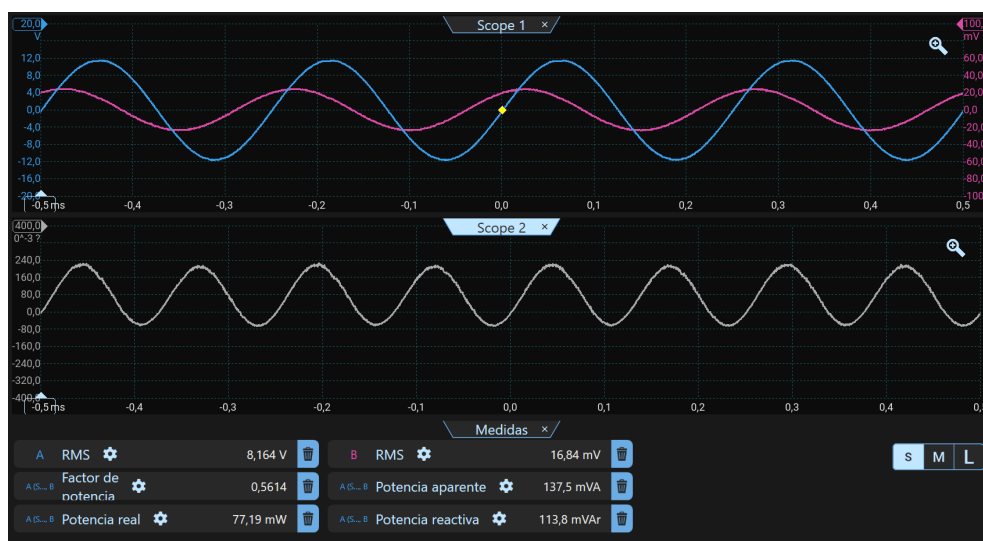 Scope 1 ×
20,0
V
12,0
8,0
4,0
0,0
-4,0
-8,0
-12,0
-16,0
100
mV
60,0
40,0
0,0
-20,0
-40,0
-60,0
-80,0
-100
-0,5 ms -0,3 -0,2 -0,1 0,0 0,1 0,2 0,3 0,4 0,5
Scope 2 ×
400,0
0^-3 ?
240,0
160,0
80,0
0,0
-80,0
-160,0
-240,0
-320,0
-0,5 ms -0,4 -0,3 -0,2 -0,1 0,0 0,1 0,2 0,3 0,4
Medidas ×
A RMS 8,164 V
B RMS 16,84 mV
S M L
A (S... B Factor de potencia 0,5614
A (S... B Potencia aparente 137,5 mVA
A (S... B Potencia real 77,19 mW
A (S... B Potencia reactiva 113,8 mVAr